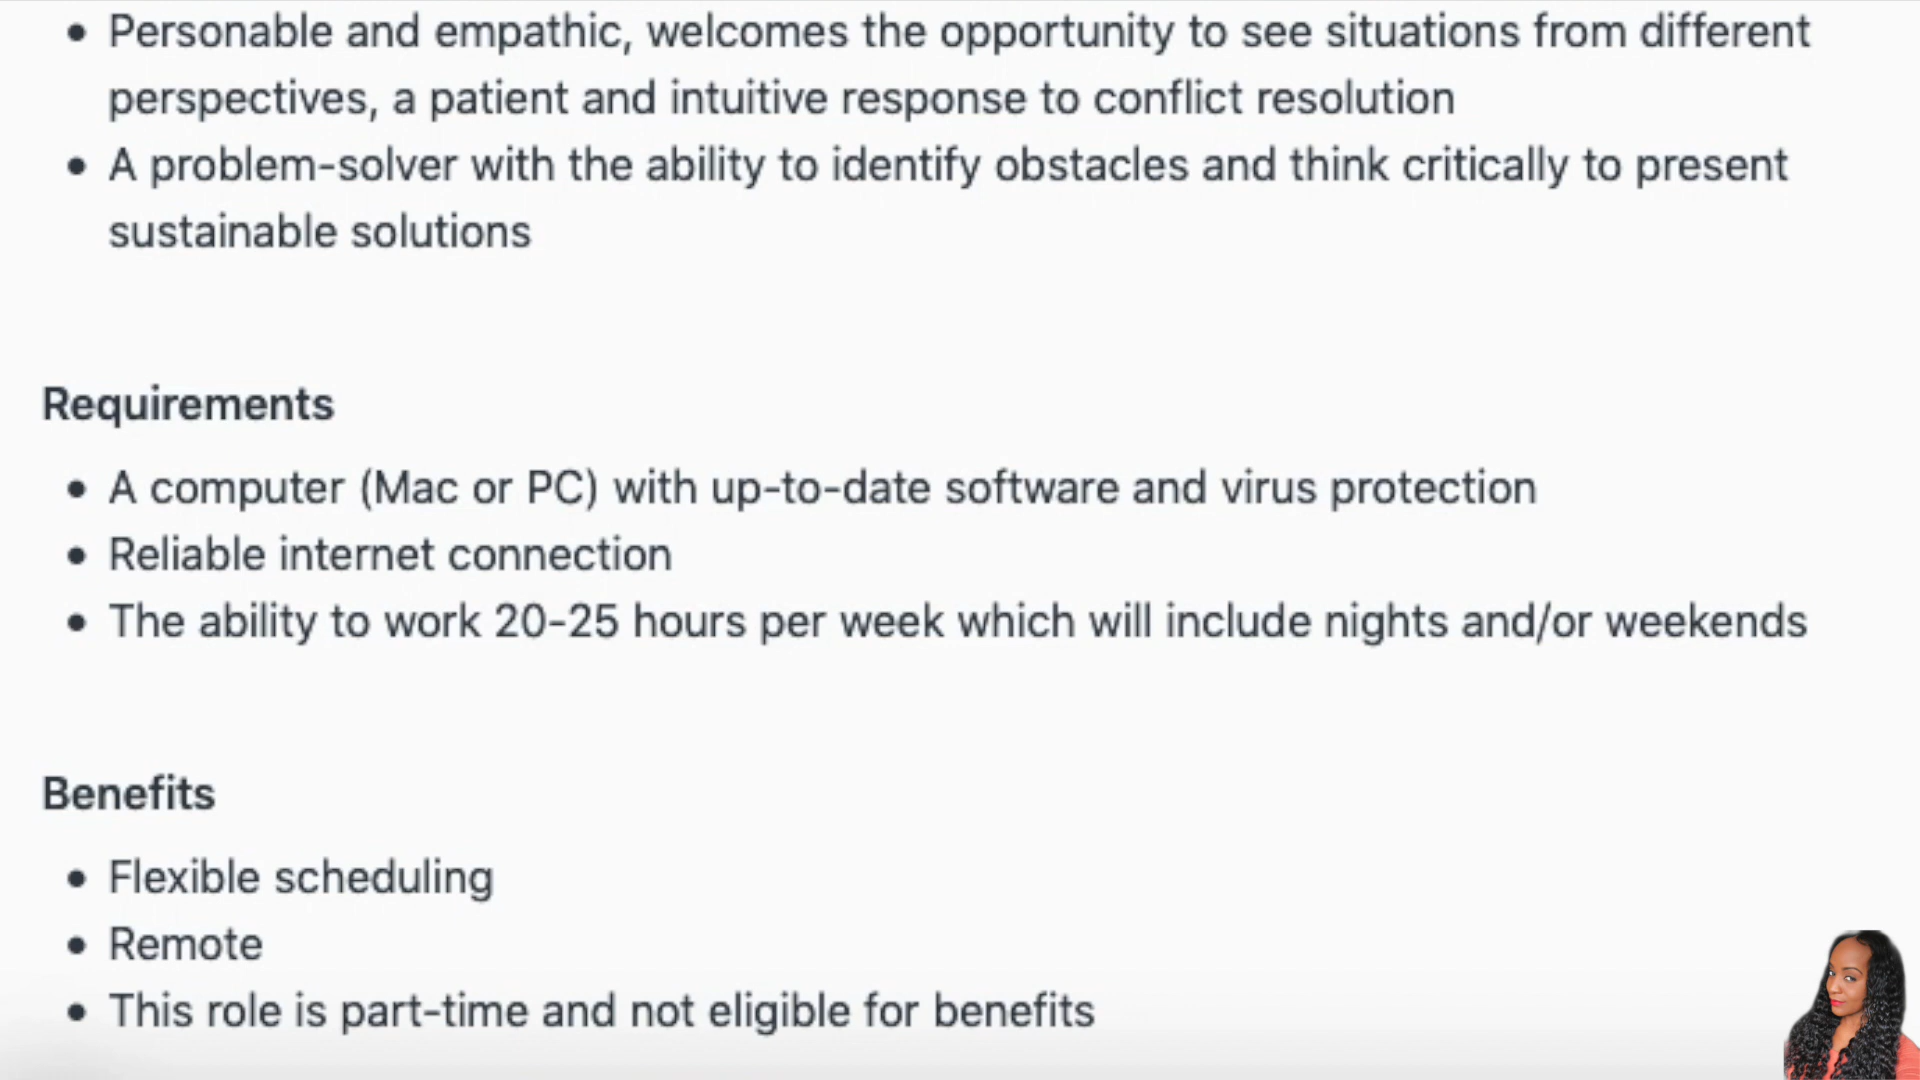 • Personable and empathic, welcomes the opportunity to see situations from different
perspectives, a patient and intuitive response to conflict resolution
• A problem-solver with the ability to identify obstacles and think critically to present
sustainable solutions
Requirements
• A computer (Mac or PC) with up-to-date software and virus protection
• Reliable internet connection
• The ability to work 20-25 hours per week which will include nights and/or weekends
Benefits
• Flexible scheduling
• Remote
• This role is part-time and not eligible for benefits